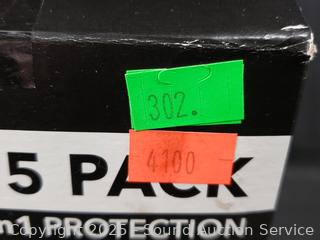 302.
4100
5 PACK
n1 PROTECTION
Copyright 2025 - Sound Auction Service